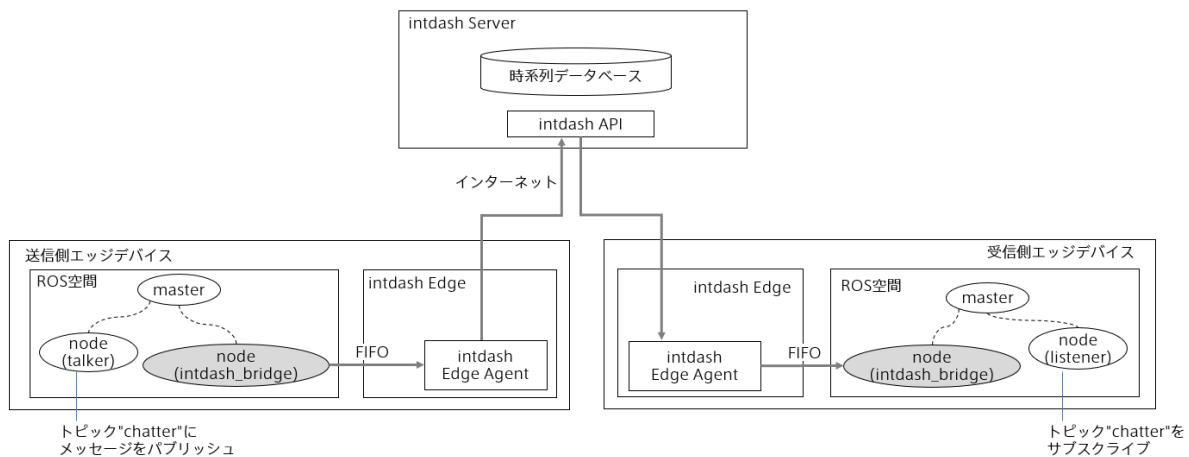 intdash Server
時系列データベース
intdash API
インターネット
送信側エッジデバイス
ROS空間
master
node
(talker)
node
(intdash_bridge)
FIFO
intdash Edge
intdash
Edge Agent
トピック"chatter"に
メッセージをパブリッシュ
受信側エッジデバイス
intdash Edge
intdash
Edge Agent
FIFO
ROS空間
master
node
(intdash_bridge)
node
(listener)
トピック"chatter"を
サブスクライブ